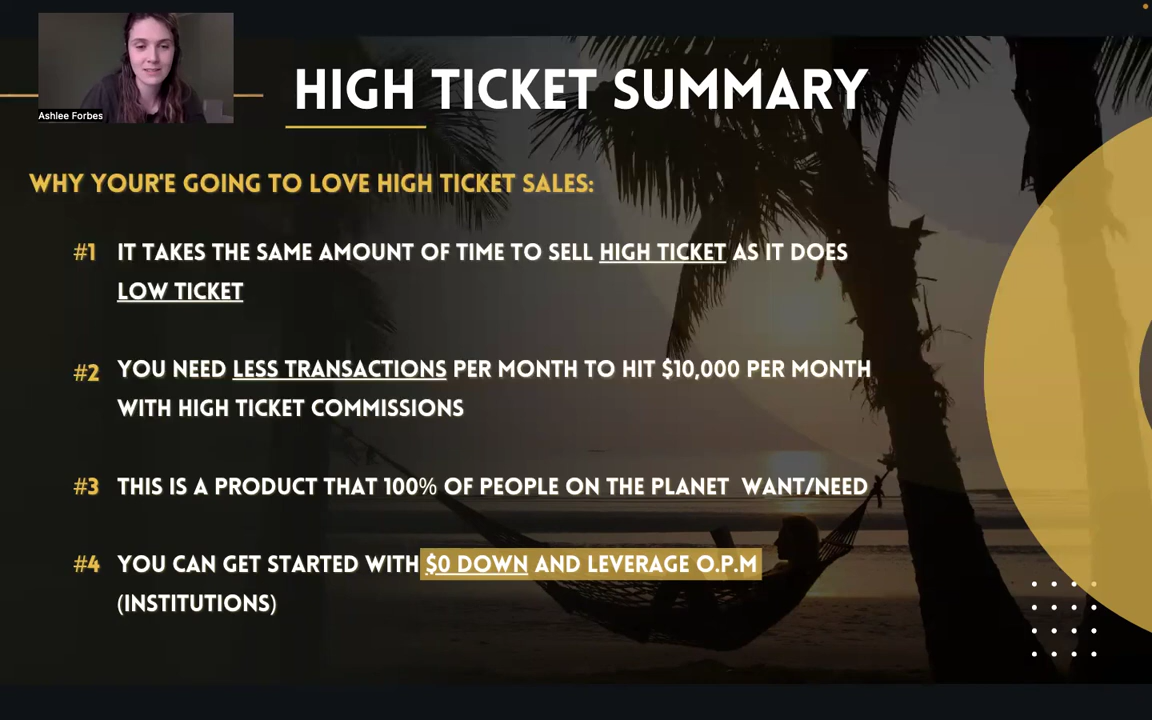 Ashlee Forbes
HIGH TICKET SUMMARY
WHY YOUR'E GOING TO LOVE HIGH TICKET SALES:
#1 IT TAKES THE SAME AMOUNT OF TIME TO SELL HIGH TICKET AS IT DOES
LOW TICKET
#2 YOU NEED LESS TRANSACTIONS PER MONTH TO HIT $10,000 PER MONTH
WITH HIGH TICKET COMMISSIONS
#3 THIS IS A PRODUCT THAT 100% OF PEOPLE ON THE PLANET WANT/NEED
#4 YOU CAN GET STARTED WITH $0 DOWN AND LEVERAGE O.P.M
(INSTITUTIONS)